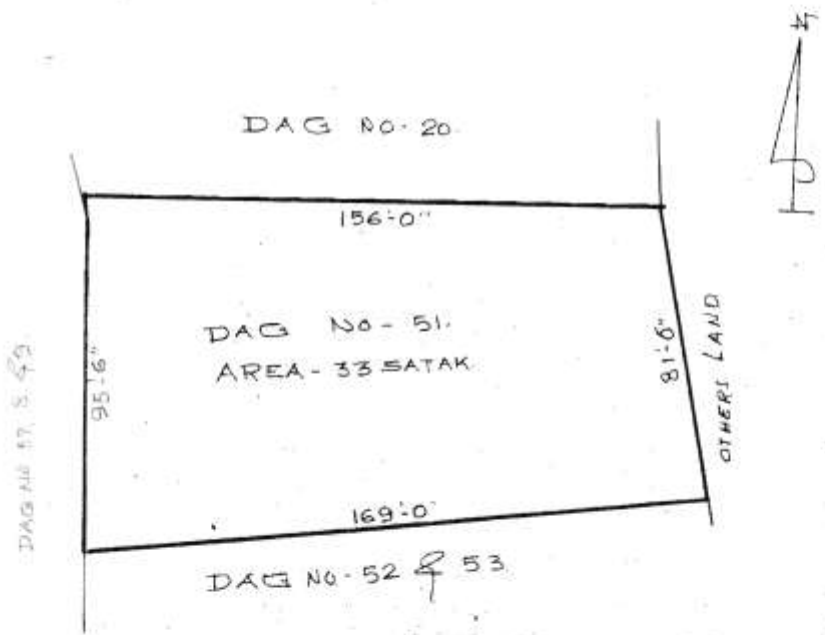 DAG NO-20.
156'-0"
DAG NO-51.
AREA-33 SATAK
95'-6"
81'-6"
OTHERS LAND
169'-0
DAG NO-52 & 53
DAG NO
& 49